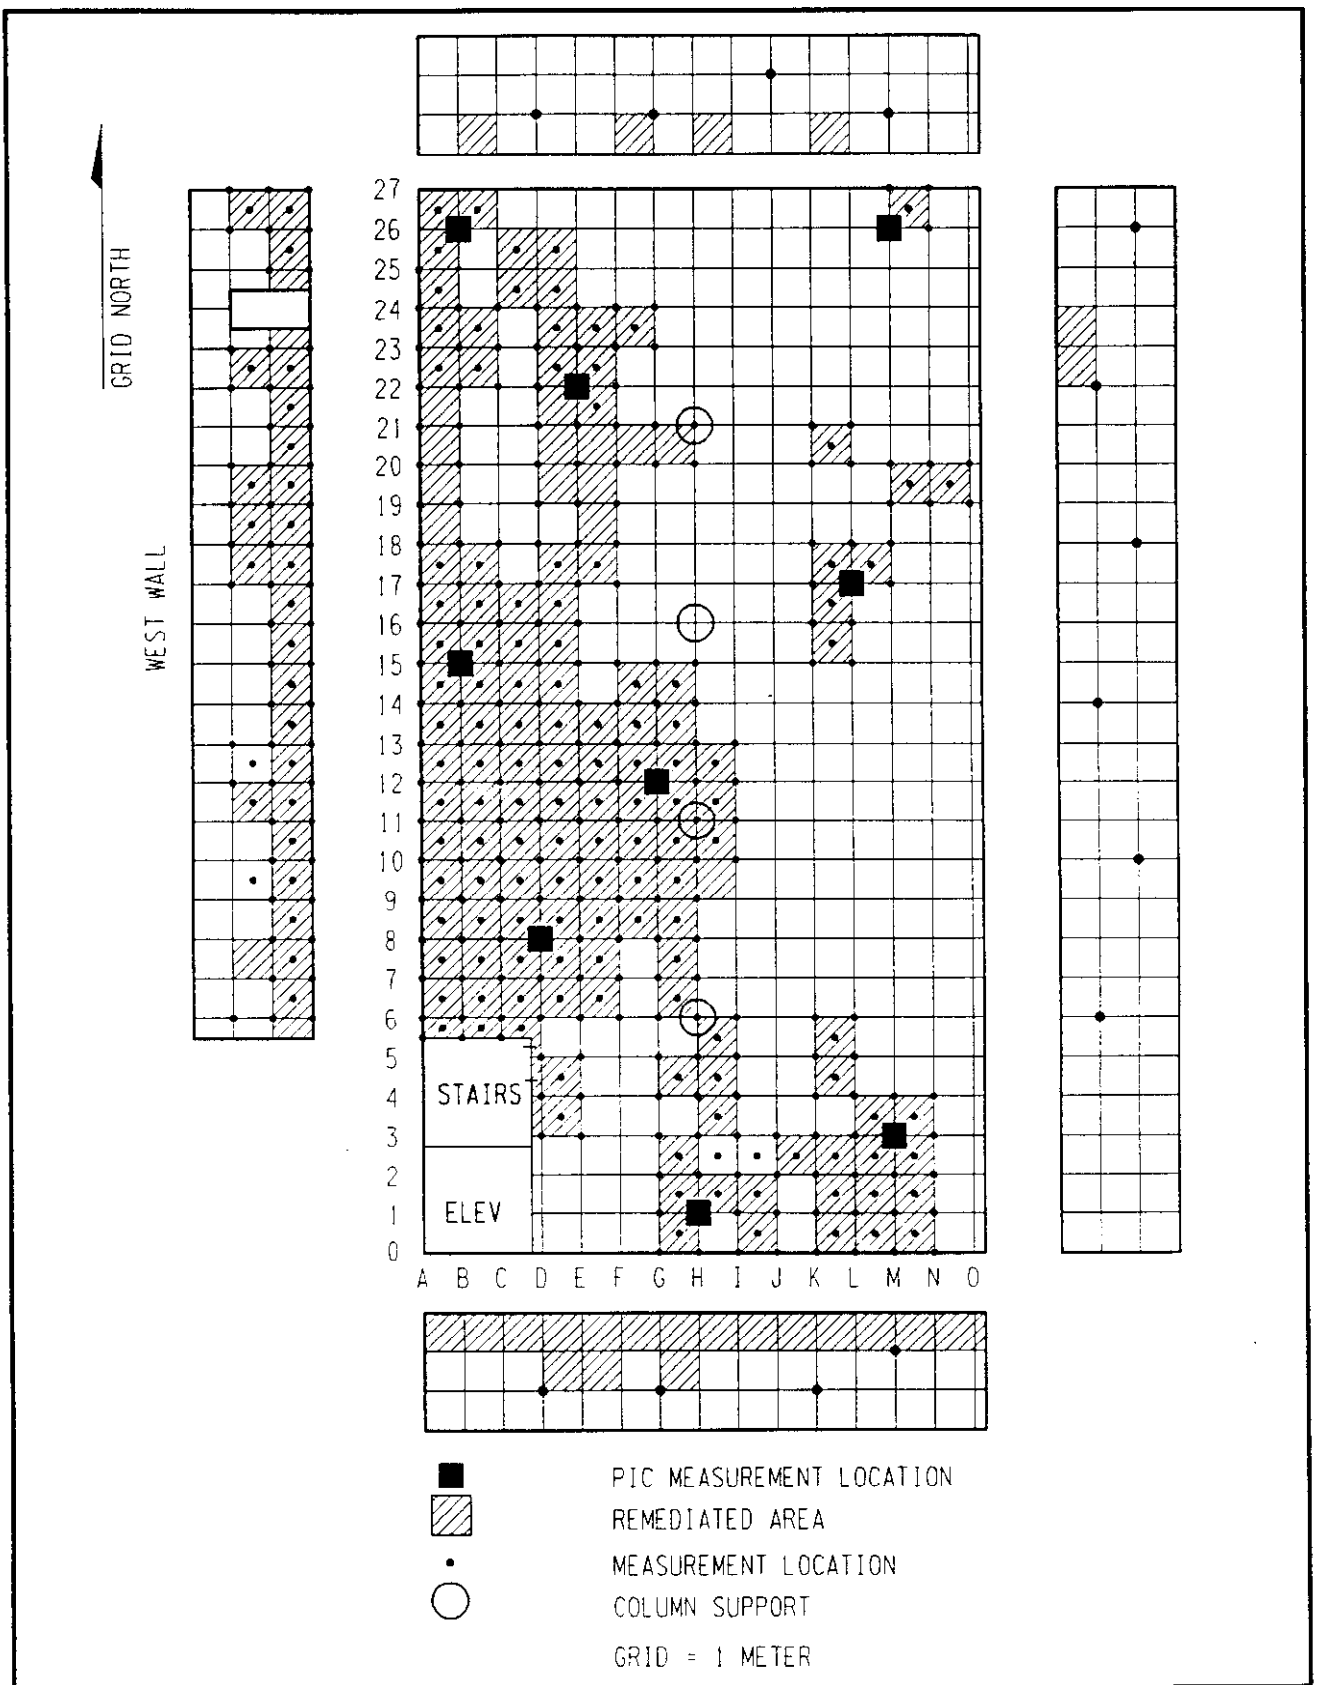 27
26
25
24
23
22
21
20
19
18
17
16
15
14
13
12
11
10
9
8
7
6
5
4
3
2
1
0
GRID NORTH
WEST WALL
STAIRS
ELEV
A B C D E F G H I J K L M N O
PIC MEASUREMENT LOCATION
REMEDIATED AREA
MEASUREMENT LOCATION
COLUMN SUPPORT
GRID = 1 METER